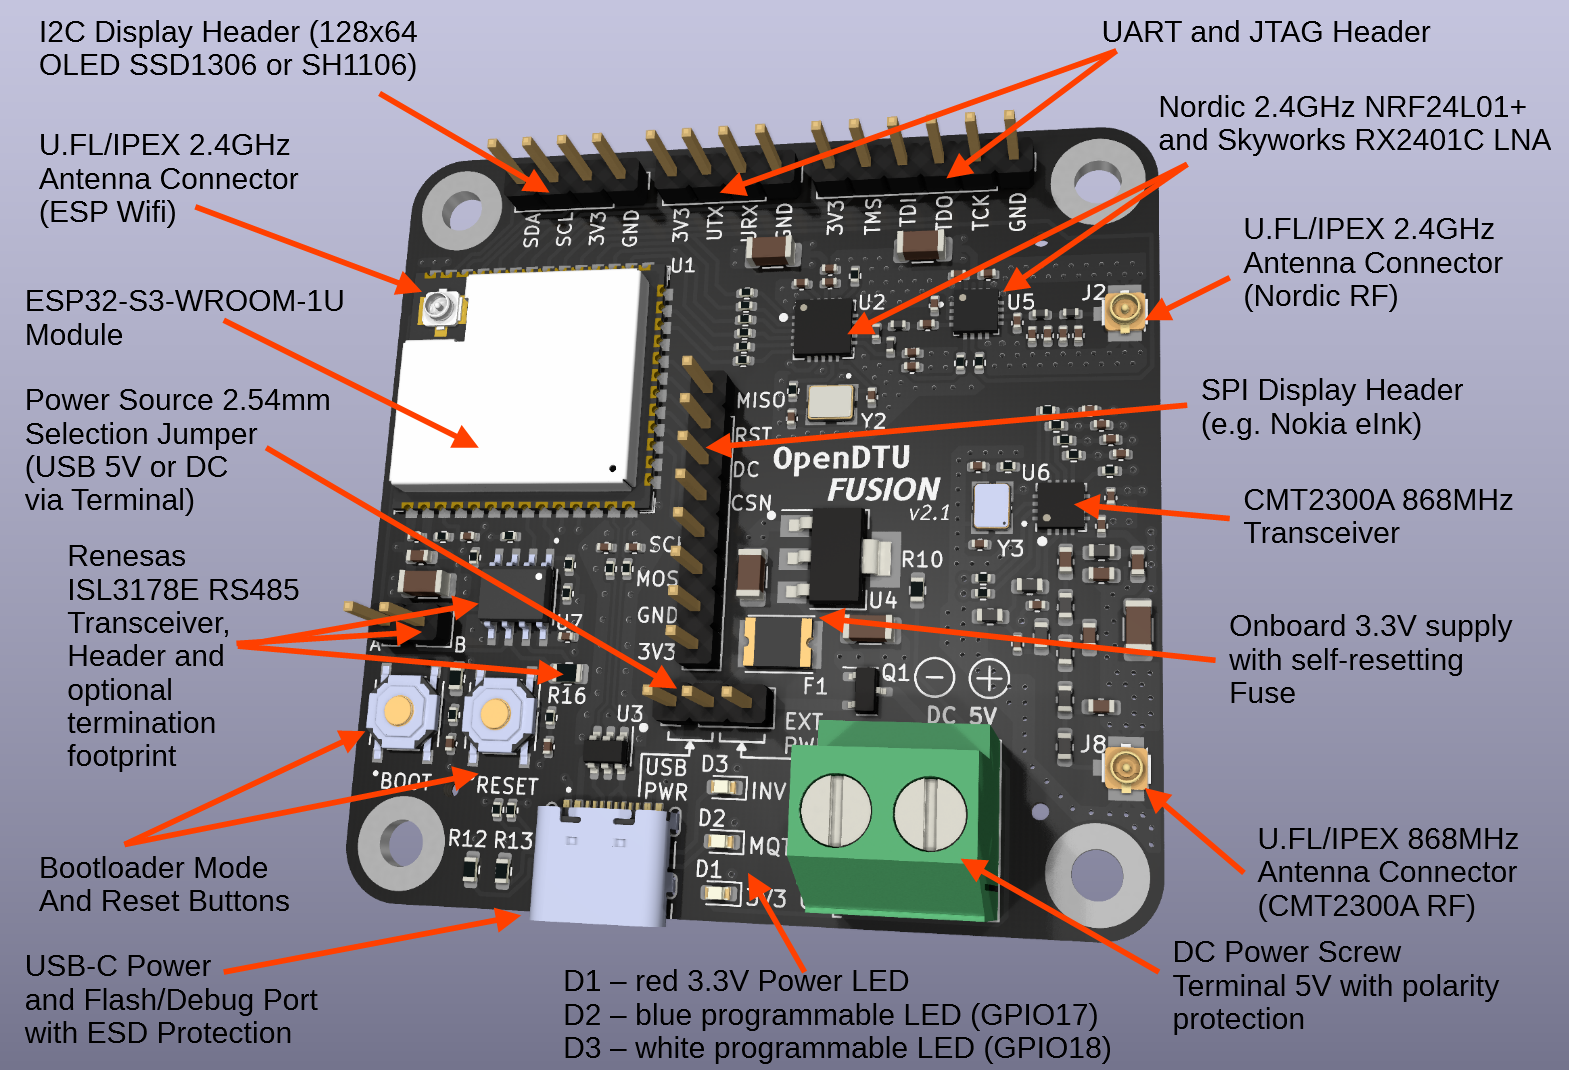 I2C Display Header (128x64
OLED SSD1306 or SH1106)
UART and JTAG Header
Nordic 2.4GHz NRF24L01+
and Skyworks RX2401C LNA
U.FL/IPEX 2.4GHz
Antenna Connector
(ESP Wifi)
U.FL/IPEX 2.4GHz
Antenna Connector
(Nordic RF)
ESP32-S3-WROOM-1U
Module
Power Source 2.54mm
Selection Jumper
(USB 5V or DC
via Terminal)
SPI Display Header
(e.g. Nokia eInk)
CMT2300A 868MHz
Transceiver
Renesas
ISL3178E RS485
Transceiver,
Header and
optional
termination
footprint
Onboard 3.3V supply
with self-resetting
Fuse
Bootloader Mode
And Reset Buttons
U.FL/IPEX 868MHz
Antenna Connector
(CMT2300A RF)
USB-C Power
and Flash/Debug Port
with ESD Protection
DC Power Screw
Terminal 5V with polarity
protection
D1 – red 3.3V Power LED
D2 – blue programmable LED (GPIO17)
D3 – white programmable LED (GPIO18)
SDA
SCL
3V3
GND
3V3
UTX
URX
GND
3V3
TMS
TDI
TDO
TCK
GND
U1
U2
U5
J2
MISO
RST
DC
CSN
SCL
MOS
GND
3V3
Y2
OpenDTU
FUSION
v2.1
U6
Y3
R10
U4
U7
A
B
R16
F1
Q1
DC 5V
U3
EXT
USB
PWR
D3
INV
D2
MQT
D1
3V3
BOOT
RESET
R12
R13
J8